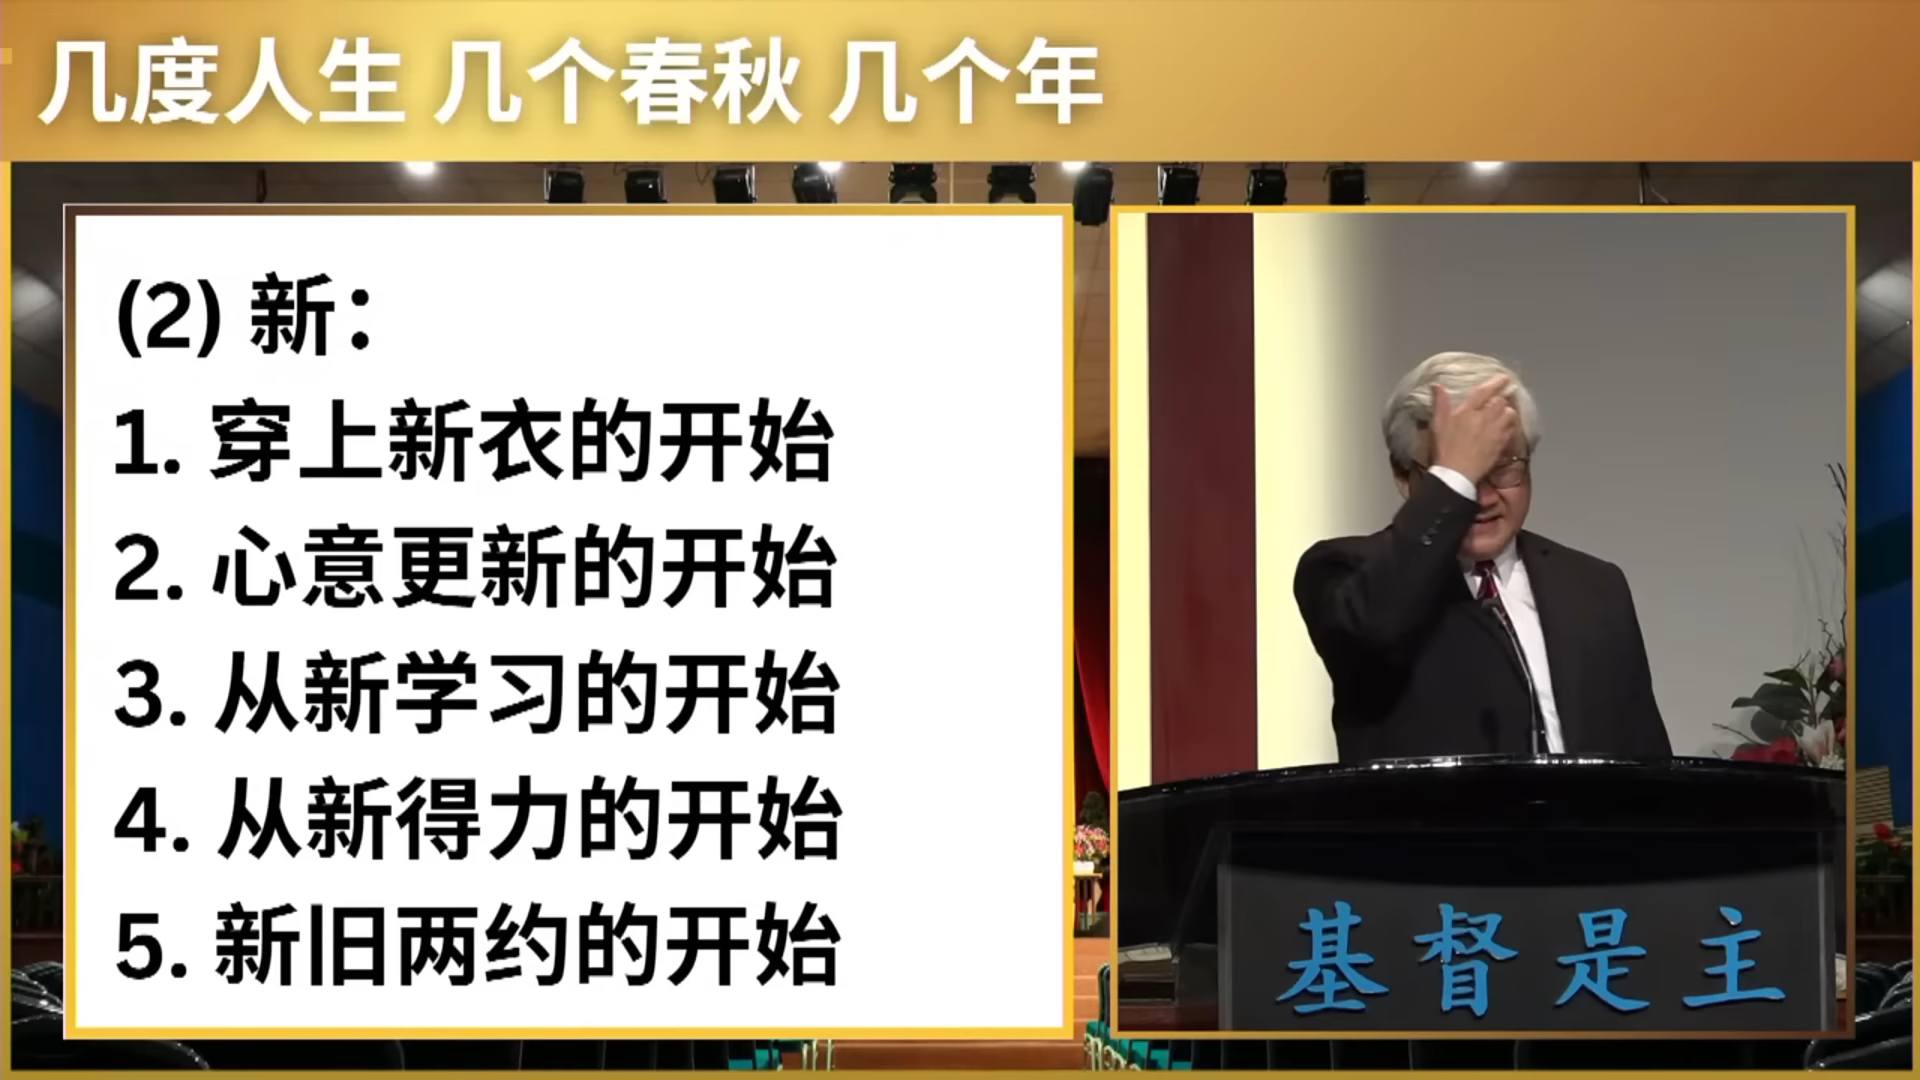 几度人生 几个春秋 几个年
(2) 新：
1. 穿上新衣的开始
2. 心意更新的开始
3. 从新学习的开始
4. 从新得力的开始
5. 新旧两约的开始
基督是主